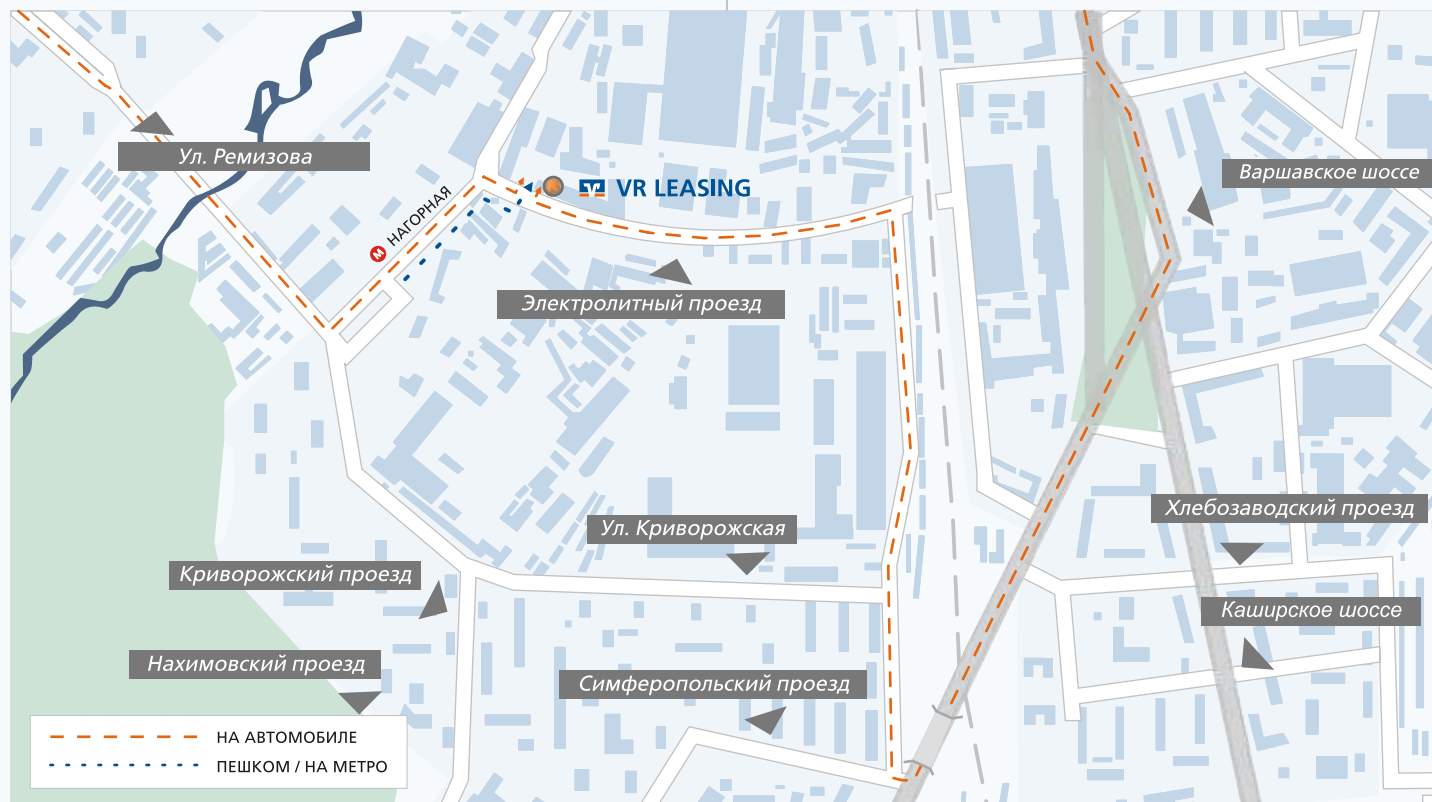 Ул. Ремизова
Варшавское шоссе
М НАГОРНАЯ
VR LEASING
Электролитный проезд
Хлебозаводский проезд
Ул. Криворожская
Криворожский проезд
Каширское шоссе
Нахимовский проезд
Симферопольский проезд
НА АВТОМОБИЛЕ
ПЕШКОМ / НА МЕТРО